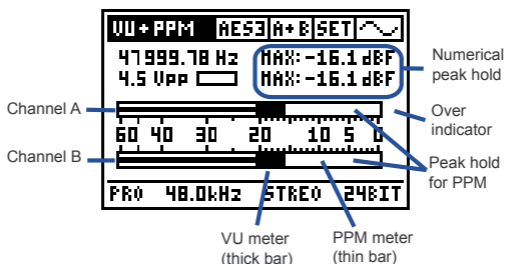 VU+PPM AES3 A+B SET
47999.78 Hz MAX:-16.1 dBF
4.5 Vpp MAX:-16.1 dBF
Numerical
peak hold
Channel A
Over
indicator
60 40 30 20 10 5 0
Channel B
Peak hold
for PPM
PRO 48.0kHz STREO 24BIT
VU meter
(thick bar)
PPM meter
(thin bar)